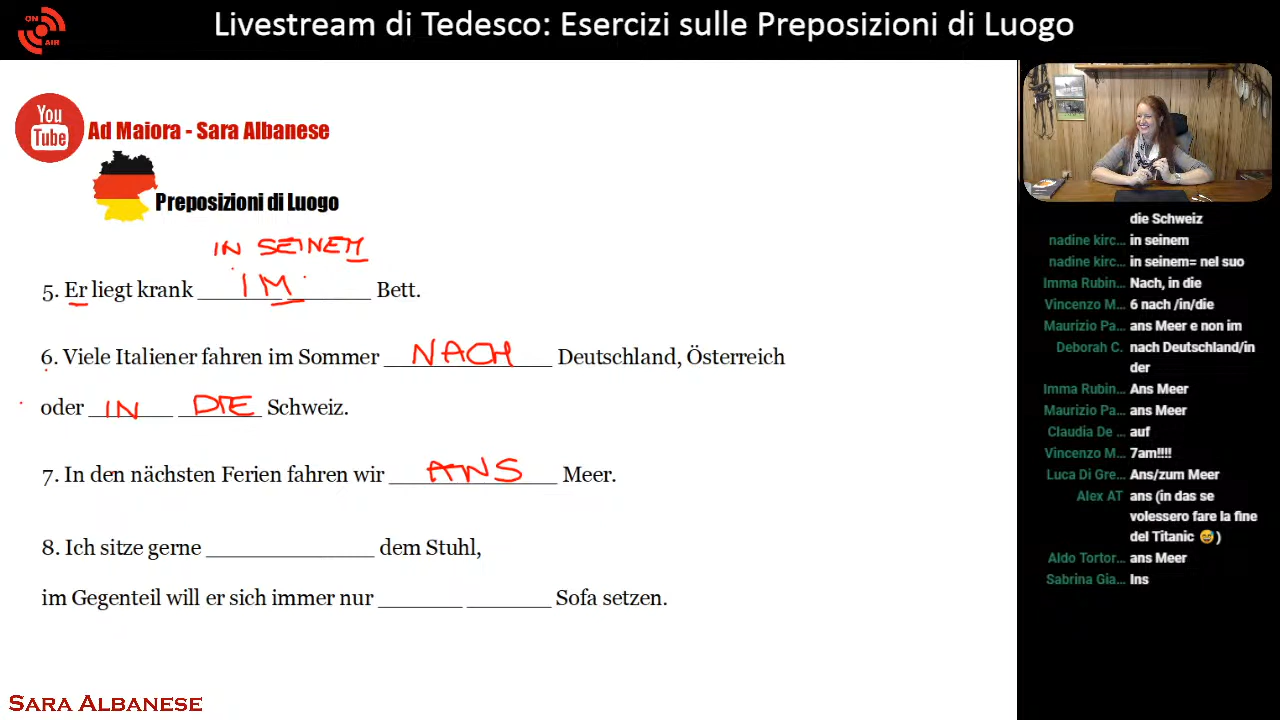 Livestream di Tedesco: Esercizi sulle Preposizioni di Luogo
ON
AIR
You
Tube
Ad Maiora - Sara Albanese
Preposizioni di Luogo
IN SEINEM
5. Er liegt krank IM Bett.
6. Viele Italiener fahren im Sommer NACH Deutschland, Österreich
oder IN DIE Schweiz.
7. In den nächsten Ferien fahren wir ANS Meer.
8. Ich sitze gerne ____________ dem Stuhl,
im Gegenteil will er sich immer nur ______ ______ Sofa setzen.
SARA ALBANESE
die Schweiz
nadine kirc... in seinem
nadine kirc... in seinem= nel suo
Imma Rubin... Nach, in die
Vincenzo M... 6 nach /in/die
Maurizio Pa... ans Meer e non im
Deborah C. nach Deutschland/in
der
Imma Rubin... Ans Meer
Maurizio Pa... ans Meer
Claudia De ... auf
Vincenzo M... 7am!!!!
Luca Di Gre... Ans/zum Meer
Alex AT ans (in das se
volessero fare la fine
del Titanic 😅 )
Aldo Tortor... ans Meer
Sabrina Gia... Ins